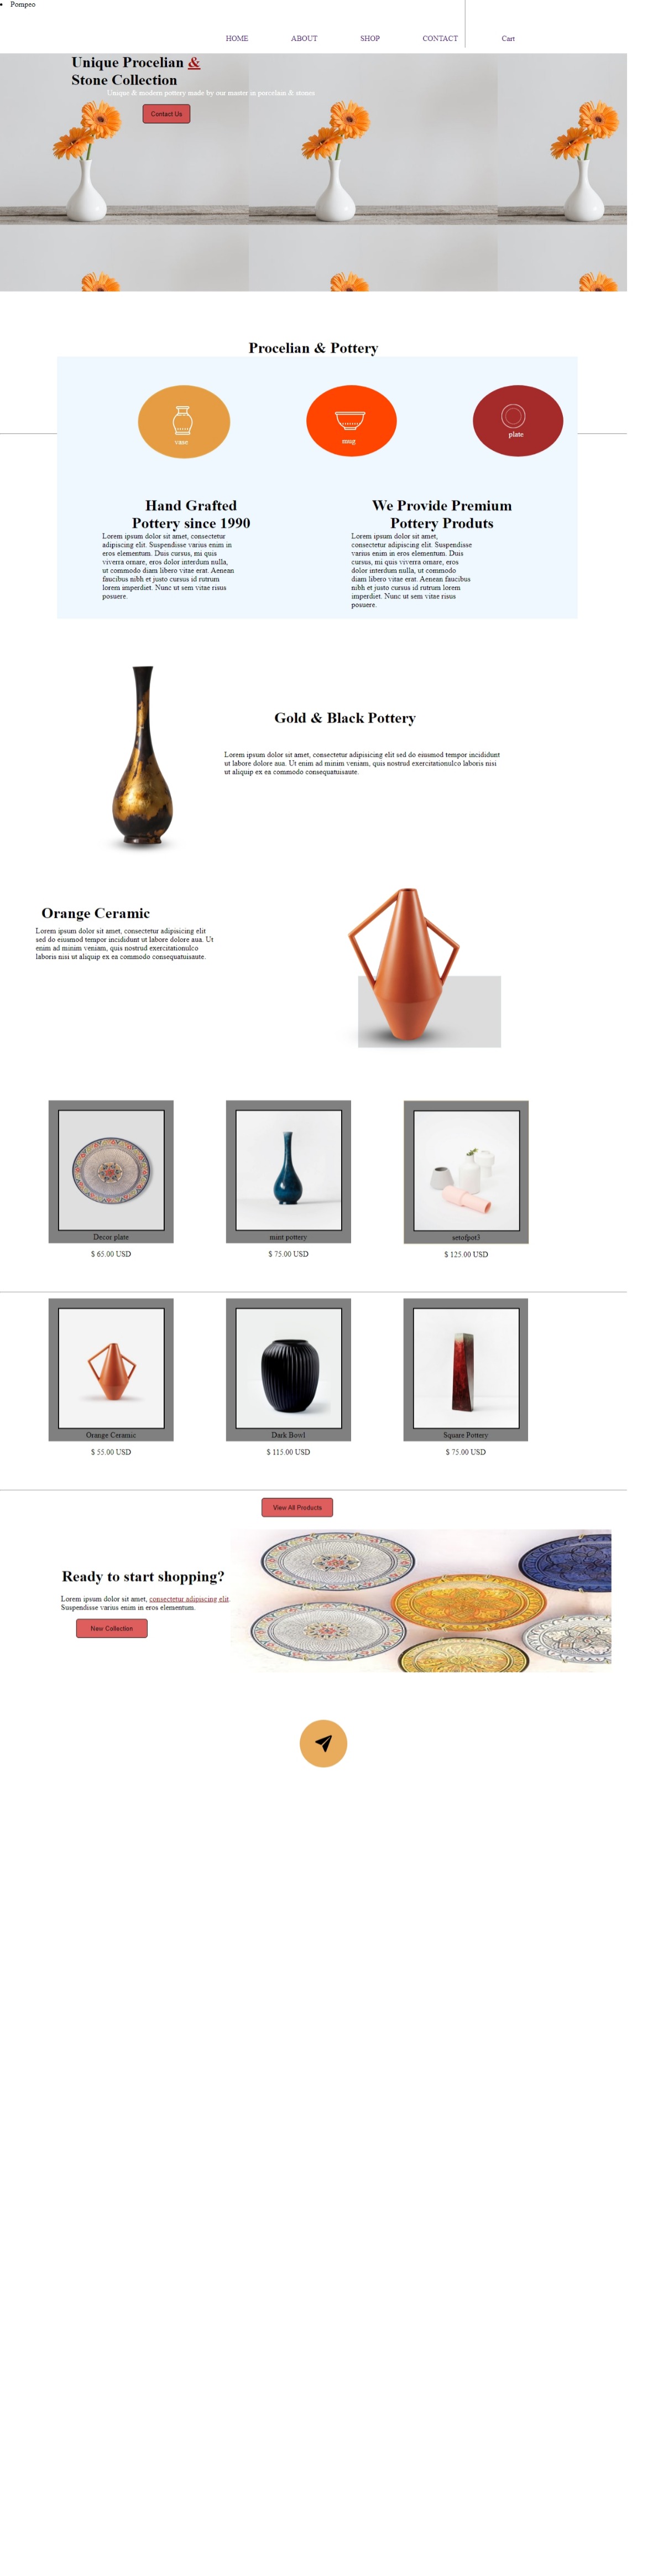 Pompeo
HOME ABOUT SHOP CONTACT Cart
Unique Procelian &
Stone Collection
Unique & modern pottery made by our master in porcelain & stones
Contact Us
Procelian & Pottery
vase
mug
plate
Hand Grafted
Pottery since 1990
Lorem ipsum dolor sit amet, consectetur
adipiscing elit. Suspendisse varius enim in
eros elementum. Duis cursus, mi quis
viverra ornare, eros dolor interdum nulla,
ut commodo diam libero vitae erat. Aenean
faucibus nibh et justo cursus id rutrum
lorem imperdiet. Nunc ut sem vitae risus
posuere.
We Provide Premium
Pottery Produts
Lorem ipsum dolor sit amet,
consectetur adipiscing elit. Suspendisse
varius enim in eros elementum. Duis
cursus, mi quis viverra ornare, eros
dolor interdum nulla, ut commodo
diam libero vitae erat. Aenean faucibus
nibh et justo cursus id rutrum lorem
imperdiet. Nunc ut sem vitae risus
posuere.
Gold & Black Pottery
Lorem ipsum dolor sit amet, consectetur adipisicing elit sed do eiusmod tempor incididunt
ut labore dolore aua. Ut enim ad minim veniam, quis nostrud exercitationulco laboris nisi
ut aliquip ex ea commodo consequatuisaute.
Orange Ceramic
Lorem ipsum dolor sit amet, consectetur adipisicing elit
sed do eiusmod tempor incididunt ut labore dolore aua. Ut
enim ad minim veniam, quis nostrud exercitationulco
laboris nisi ut aliquip ex ea commodo consequatuisaute.
Decor plate
$ 65.00 USD
mint pottery
$ 75.00 USD
setofpot3
$ 125.00 USD
Orange Ceramic
$ 55.00 USD
Dark Bowl
$ 115.00 USD
Square Pottery
$ 75.00 USD
View All Products
Ready to start shopping?
Lorem ipsum dolor sit amet, consectetur adipiscing elit.
Suspendisse varius enim in eros elementum.
New Collection